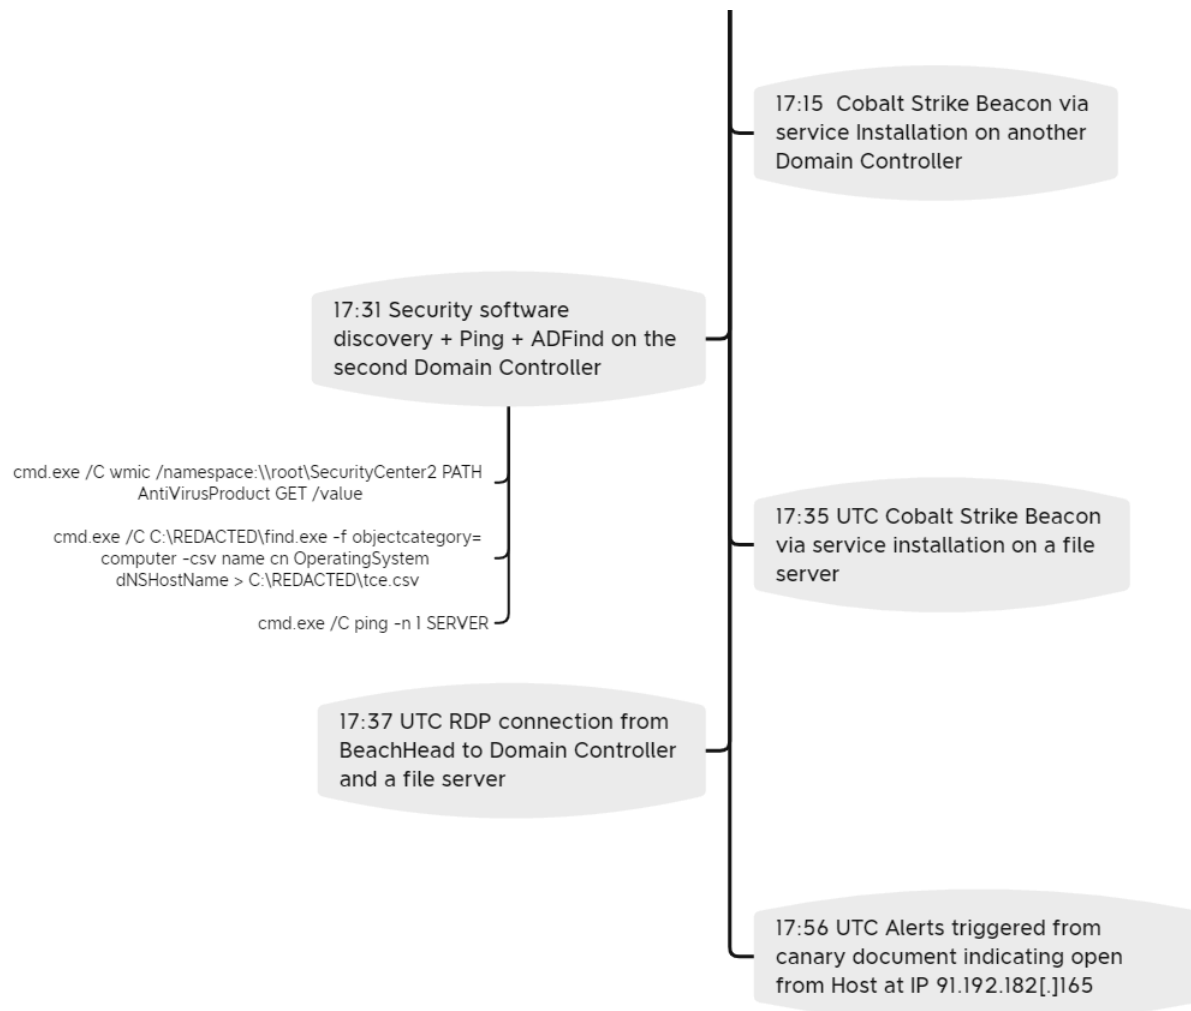 17:15  Cobalt Strike Beacon via
service Installation on another
Domain Controller
17:31 Security software
discovery + Ping + ADFind on the
second Domain Controller
cmd.exe /C wmic /namespace:\\root\SecurityCenter2 PATH
AntiVirusProduct GET /value
cmd.exe /C C:\REDACTED\find.exe -f objectcategory=
computer -csv name cn OperatingSystem
dNSHostName > C:\REDACTED\tce.csv
cmd.exe /C ping -n 1 SERVER
17:35 UTC Cobalt Strike Beacon
via service installation on a file
server
17:37 UTC RDP connection from
BeachHead to Domain Controller
and a file server
17:56 UTC Alerts triggered from
canary document indicating open
from Host at IP 91.192.182[.]165